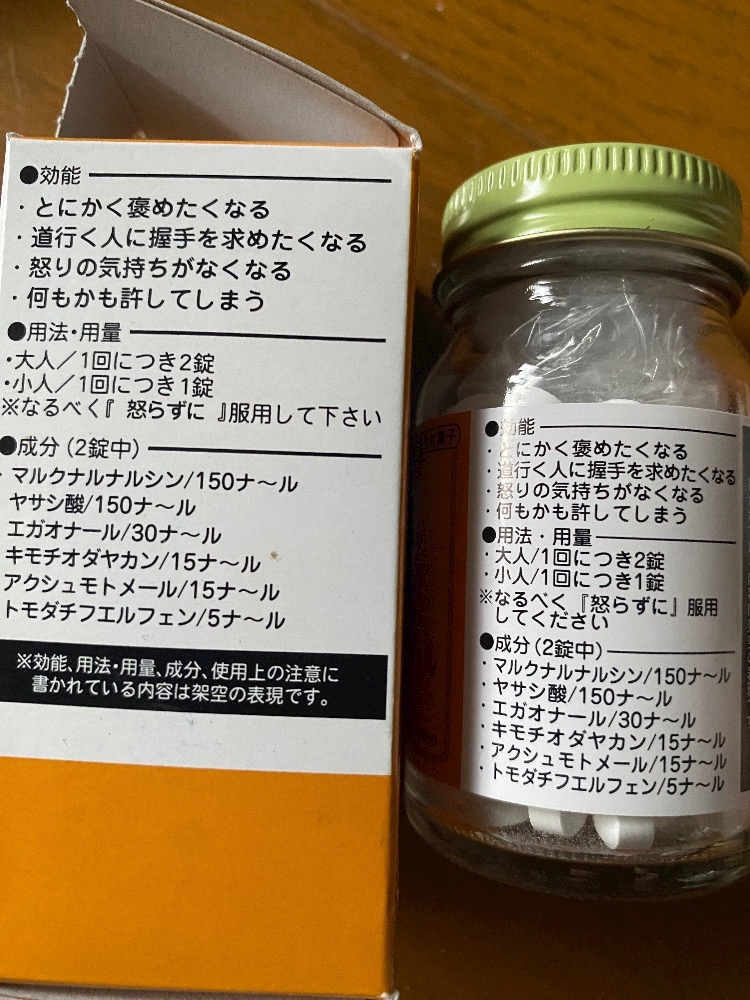 ●効能
・とにかく褒めたくなる
・道行く人に握手を求めたくなる
・怒りの気持ちがなくなる
・何もかも許してしまう
●用法・用量
・大人／1回につき2錠
・小人／1回につき1錠
※なるべく『 怒らずに 』服用して下さい
●成分（2錠中）
・マルクナルナルシン/150ナ〜ル
ヤサシ酸/150ナ〜ル
エガオナール/30ナ〜ル
キモチオダヤカン/15ナ〜ル
アクシュモトメール/15ナ〜ル
トモダチフエルフェン/5ナ〜ル
※効能、用法・用量、成分、使用上の注意に
書かれている内容は架空の表現です。
●効能
・とにかく褒めたくなる
・道行く人に握手を求めたくなる
・怒りの気持ちがなくなる
・何もかも許してしまう
●用法・用量
・大人/1回につき2錠
・小人/1回につき1錠
※なるべく『怒らずに』服用
してください
●成分（2錠中）
・マルクナルナルシン/150ナ〜ル
・ヤサシ酸/150ナ〜ル
・エガオナール/30ナ〜ル
・キモチオダヤカン/15ナ〜ル
・アクシュモトメール/15ナ〜ル
・トモダチフエルフェン/5ナ〜ル
お菓子